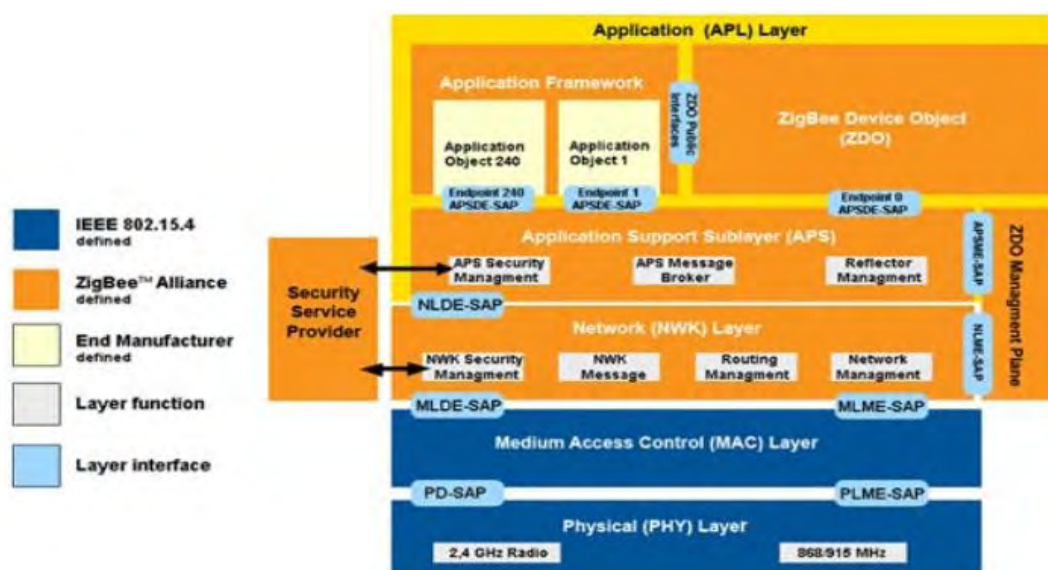 Application (APL) Layer
Application Framework
ZDO Public
Interfaces
ZigBee Device Object
(ZDO)
Application
Object 240
Application
Object 1
Endpoint 240
APSDE-SAP
Endpoint 1
APSDE-SAP
Endpoint 0
APSDE-SAP
IEEE 802.15.4
defined
ZigBee™ Alliance
defined
End Manufacturer
defined
Layer function
Layer interface
Security
Service
Provider
Application Support Sublayer (APS)
APS Security
Managment
APS Message
Broker
Reflector
Managment
APSME-SAP
ZDO Managment Plane
NLDE-SAP
Network (NWK) Layer
NWK Security
Managment
NWK
Message
Routing
Managment
Network
Managment
NLME-SAP
MLDE-SAP
MLME-SAP
Medium Access Control (MAC) Layer
PD-SAP
PLME-SAP
Physical (PHY) Layer
2,4 GHz Radio
868/915 MHz